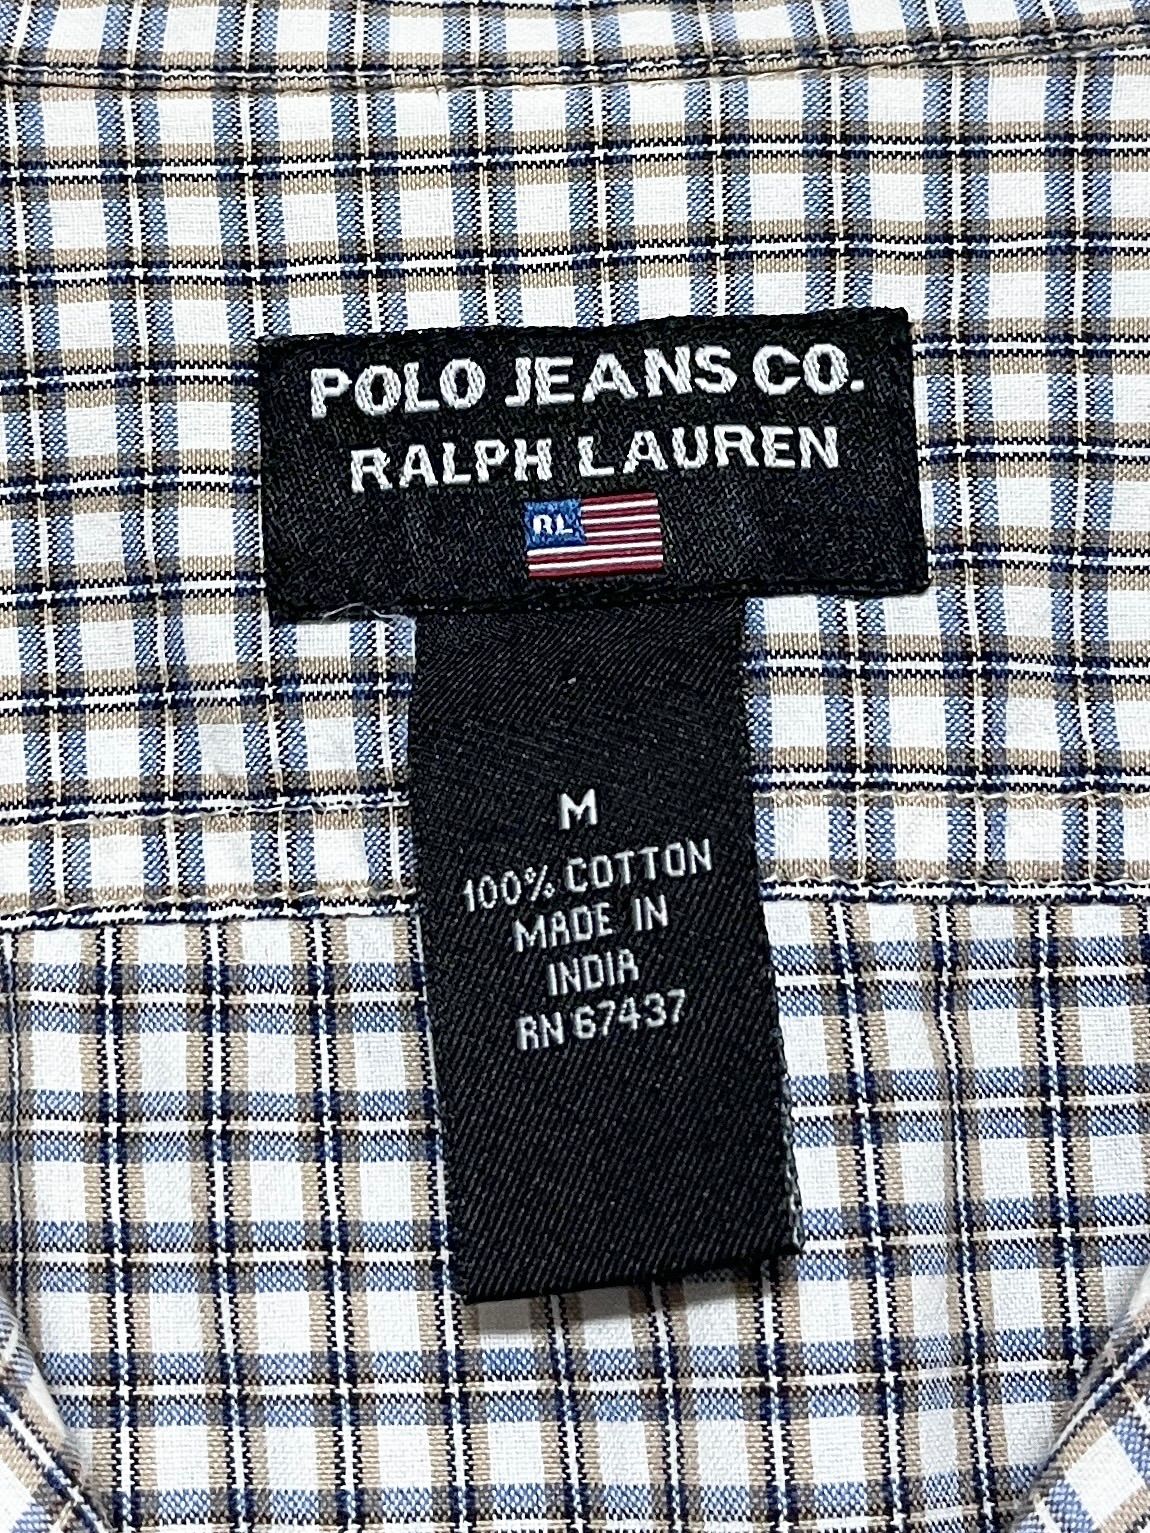 POLO JEANS CO.
RALPH LAUREN
RL
M
100% COTTON
MADE IN
INDIA
RN 67437